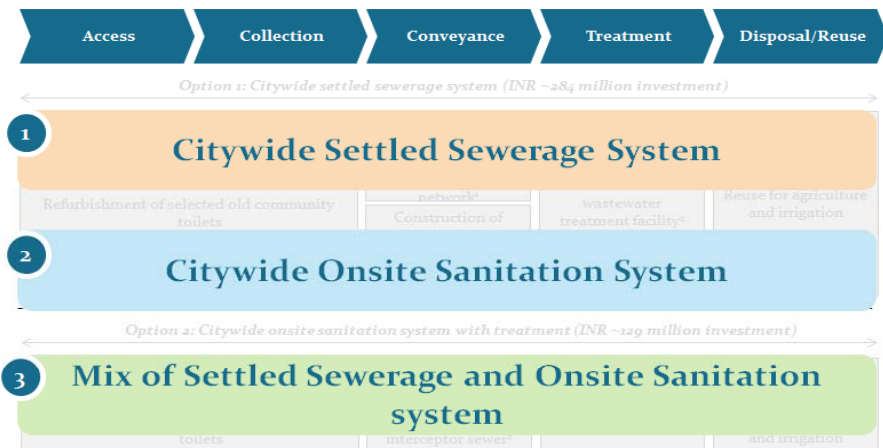 Access Collection Conveyance Treatment Disposal/Reuse
Option 1: Citywide settled sewerage system (INR ~284 million investment)
1 Citywide Settled Sewerage System
network¹
Refurbishment of selected old community
toilets
Construction of
wastewater
treatment facility²
Reuse for agriculture
and irrigation
2 Citywide Onsite Sanitation System
Option 2: Citywide onsite sanitation system with treatment (INR ~129 million investment)
3 Mix of Settled Sewerage and Onsite Sanitation
system
toilets
interceptor sewer
and irrigation